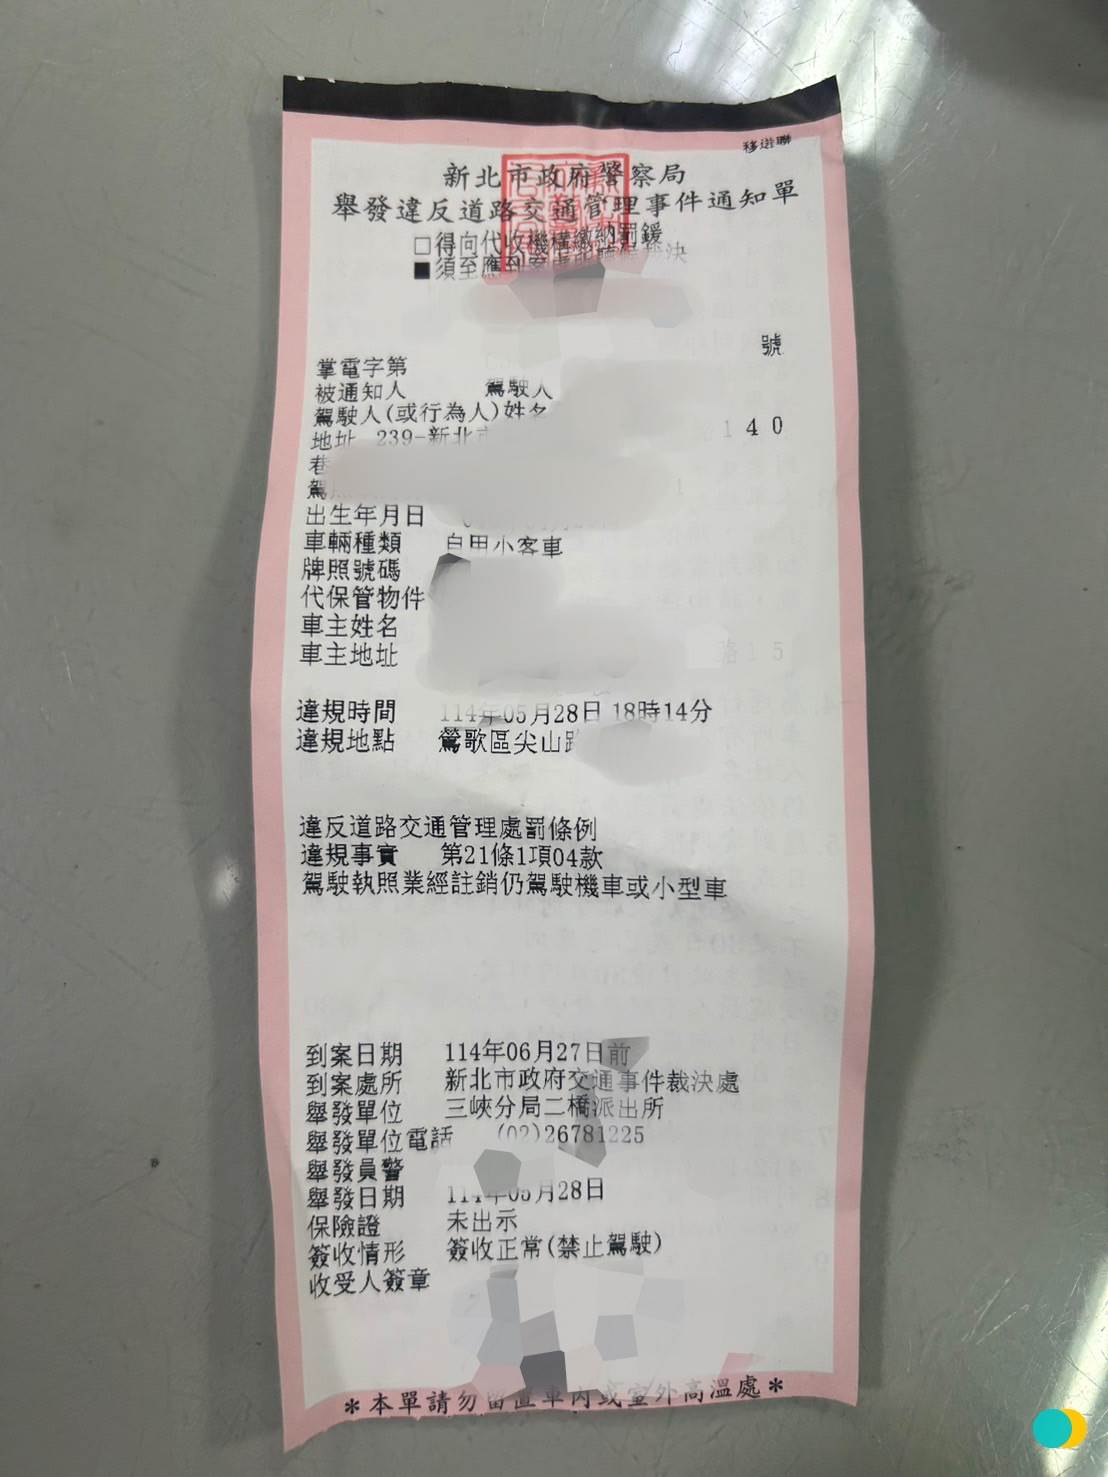 移送聯
新北市政府警察局
舉發違反道路交通管理事件通知單
□得向代收機構繳納罰鍰
■須至應到案處所聽候裁決
掌電字第 號
被通知人 駕駛人
駕駛人(或行為人)姓名
地址 239-新北市 140
巷
駕
出生年月日
車輛種類 自用小客車
牌照號碼
代保管物件
車主姓名
車主地址 路15
違規時間 114年05月28日 18時14分
違規地點 鶯歌區尖山路
違反道路交通管理處罰條例
違規事實 第21條1項04款
駕駛執照業經註銷仍駕駛機車或小型車
到案日期 114年06月27日前
到案處所 新北市政府交通事件裁決處
舉發單位 三峽分局二橋派出所
舉發單位電話 (02)26781225
舉發員警
舉發日期 114年05月28日
保險證 未出示
簽收情形 簽收正常(禁止駕駛)
收受人簽章
＊本單請勿留置車內或室外高溫處＊